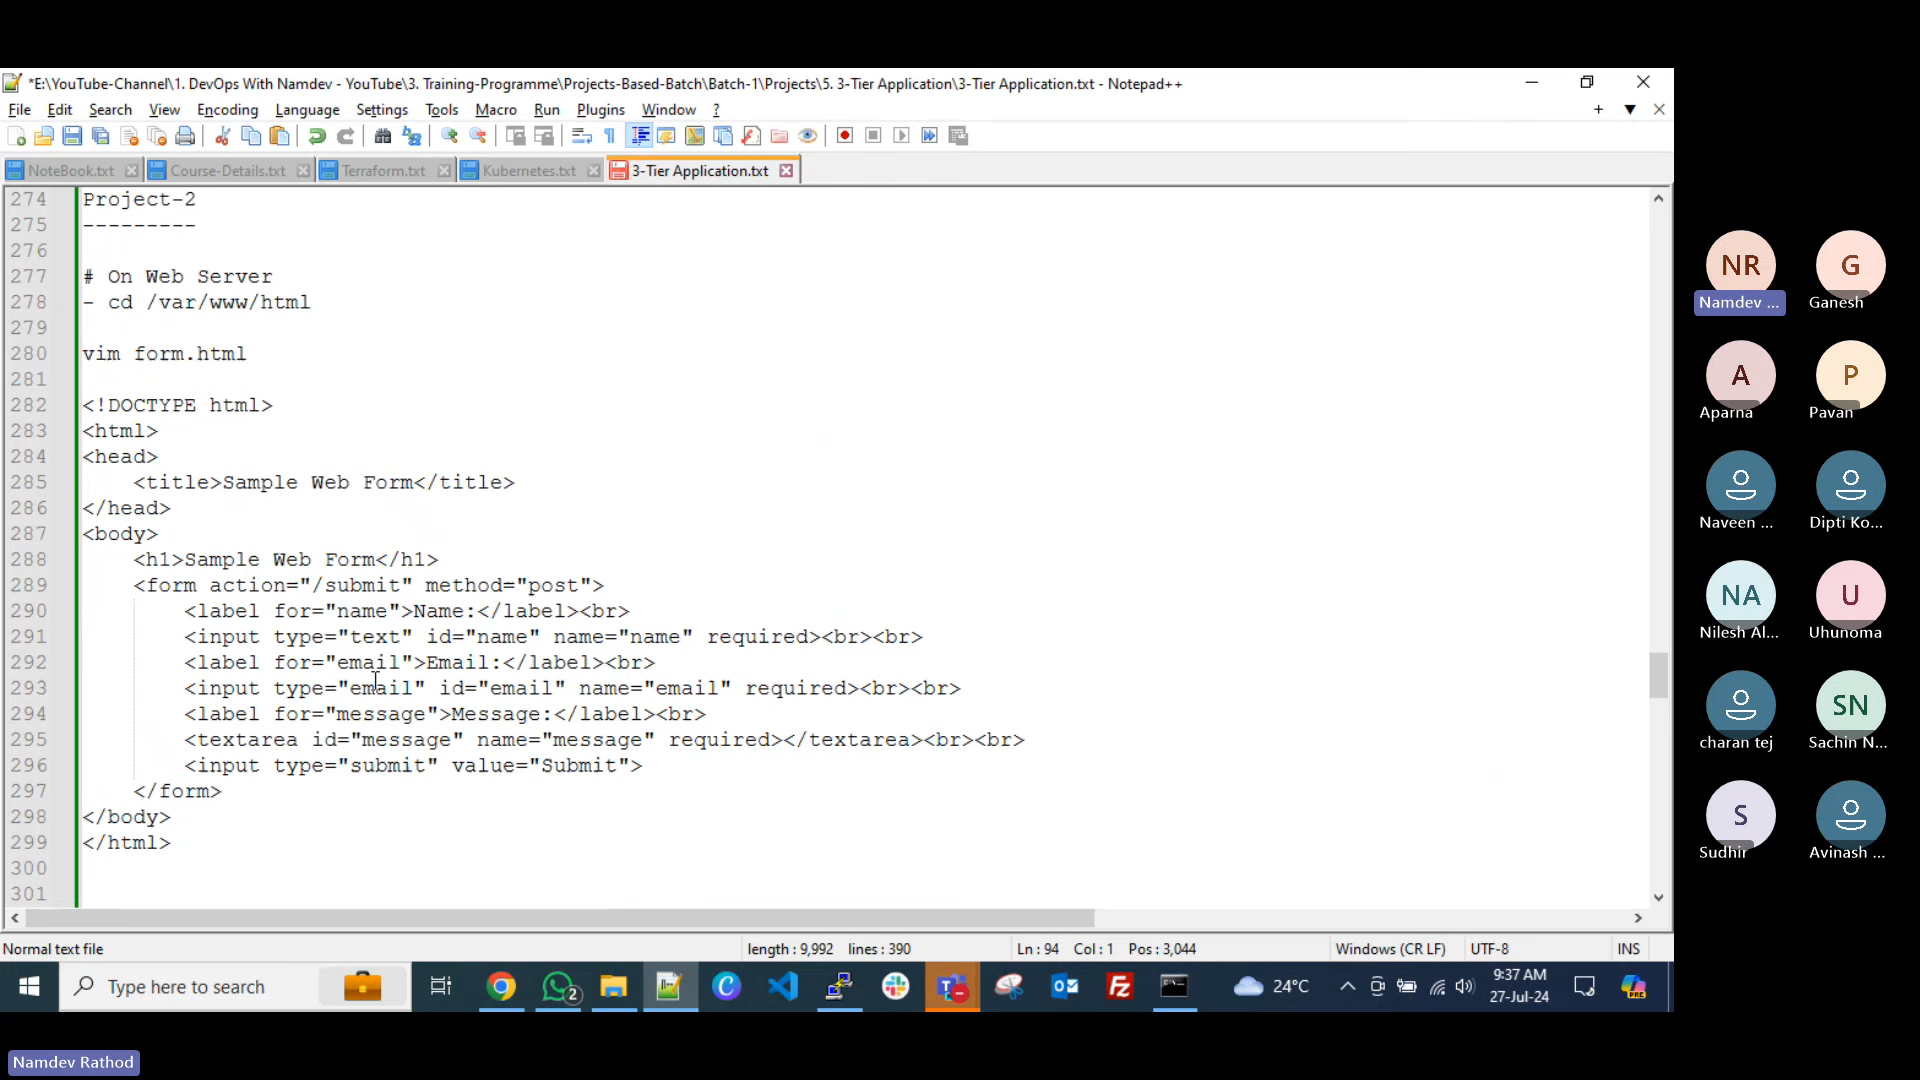 *E:\YouTube-Channel\1. DevOps With Namdev - YouTube\3. Training-Programme\Projects-Based-Batch\Batch-1\Projects\5. 3-Tier Application\3-Tier Application.txt - Notepad++
File Edit Search View Encoding Language Settings Tools Macro Run Plugins Window ?
NoteBook.txt Course-Details.txt Terraform.txt Kubernetes.txt 3-Tier Application.txt
274 Project-2
275 ---------
276
277 # On Web Server
278 - cd /var/www/html
279
280 vim form.html
281
282 <!DOCTYPE html>
283 <html>
284 <head>
285     <title>Sample Web Form</title>
286 </head>
287 <body>
288     <h1>Sample Web Form</h1>
289     <form action="/submit" method="post">
290         <label for="name">Name:</label><br>
291         <input type="text" id="name" name="name" required><br><br>
292         <label for="email">Email:</label><br>
293         <input type="email" id="email" name="email" required><br><br>
294         <label for="message">Message:</label><br>
295         <textarea id="message" name="message" required></textarea><br><br>
296         <input type="submit" value="Submit">
297     </form>
298 </body>
299 </html>
300
301
Normal text file length : 9,992 lines : 390 Ln : 94 Col : 1 Pos : 3,044 Windows (CR LF) UTF-8 INS
Type here to search 2 24°C 9:37 AM
27-Jul-24
PRE
NR G
Namdev ... Ganesh
A P
Aparna Pavan
Naveen ... Dipti Ko...
NA U
Nilesh Al... Uhunoma
SN
charan tej Sachin N...
S
Sudhir Avinash ...
Namdev Rathod